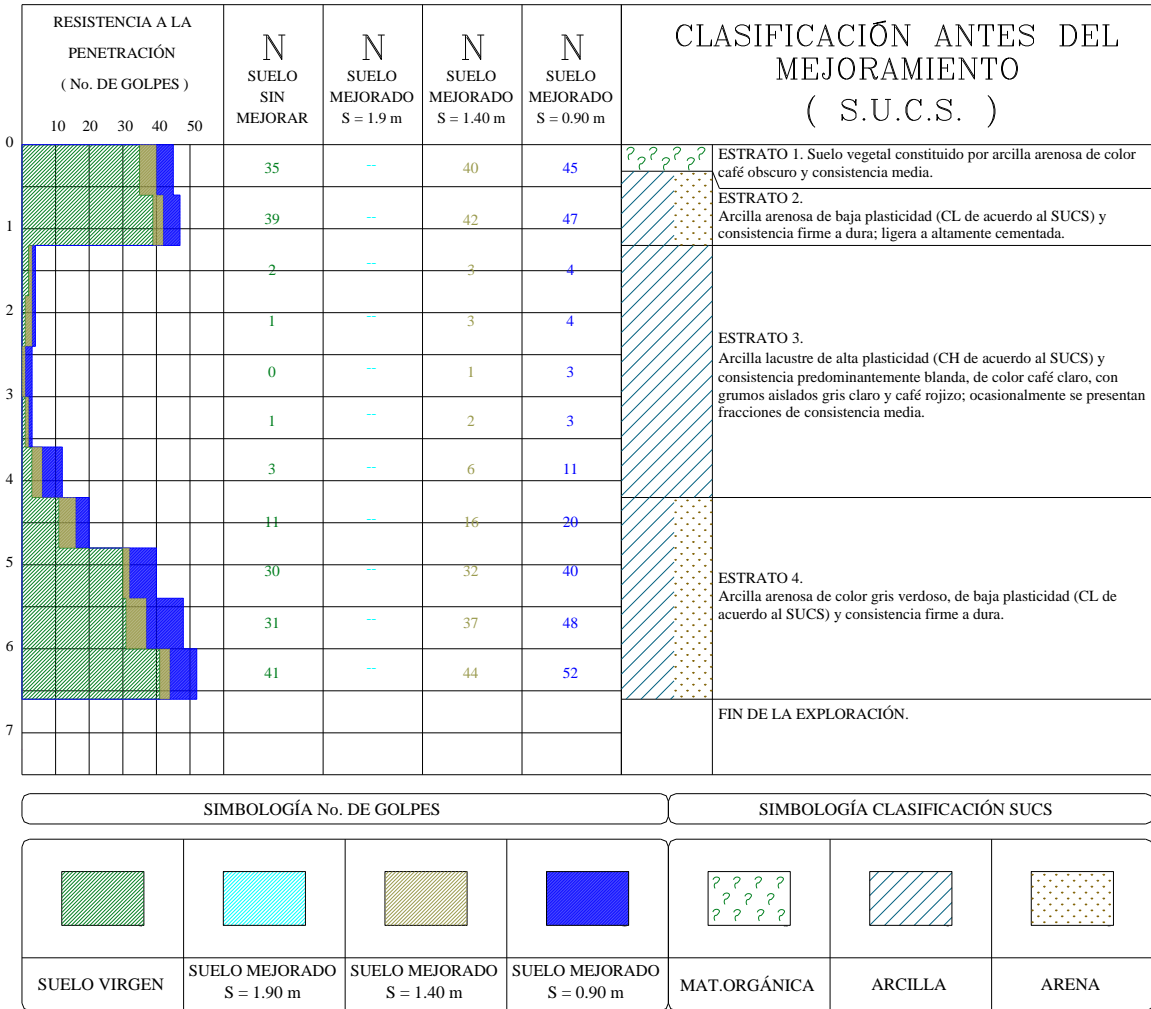 RESISTENCIA A LA
PENETRACIÓN
( No. DE GOLPES )
10 20 30 40 50
N
SUELO
SIN
MEJORAR
N
SUELO
MEJORADO
S = 1.9 m
N
SUELO
MEJORADO
S = 1.40 m
N
SUELO
MEJORADO
S = 0.90 m
CLASIFICACIÓN ANTES DEL
MEJORAMIENTO
( S.U.C.S. )
0
35 -- 40 45
39 -- 42 47
1
2 -- 3 4
2
1 -- 3 4
0 -- 1 3
3
1 -- 2 3
3 -- 6 11
4
11 -- 16 20
5
30 -- 32 40
31 -- 37 48
6
41 -- 44 52
7
ESTRATO 1. Suelo vegetal constituido por arcilla arenosa de color
café obscuro y consistencia media.
ESTRATO 2.
Arcilla arenosa de baja plasticidad (CL de acuerdo al SUCS) y
consistencia firme a dura; ligera a altamente cementada.
ESTRATO 3.
Arcilla lacustre de alta plasticidad (CH de acuerdo al SUCS) y
consistencia predominantemente blanda, de color café claro, con
grumos aislados gris claro y café rojizo; ocasionalmente se presentan
fracciones de consistencia media.
ESTRATO 4.
Arcilla arenosa de color gris verdoso, de baja plasticidad (CL de
acuerdo al SUCS) y consistencia firme a dura.
FIN DE LA EXPLORACIÓN.
SIMBOLOGÍA No. DE GOLPES
SIMBOLOGÍA CLASIFICACIÓN SUCS
SUELO VIRGEN
SUELO MEJORADO
S = 1.90 m
SUELO MEJORADO
S = 1.40 m
SUELO MEJORADO
S = 0.90 m
MAT.ORGÁNICA
ARCILLA
ARENA